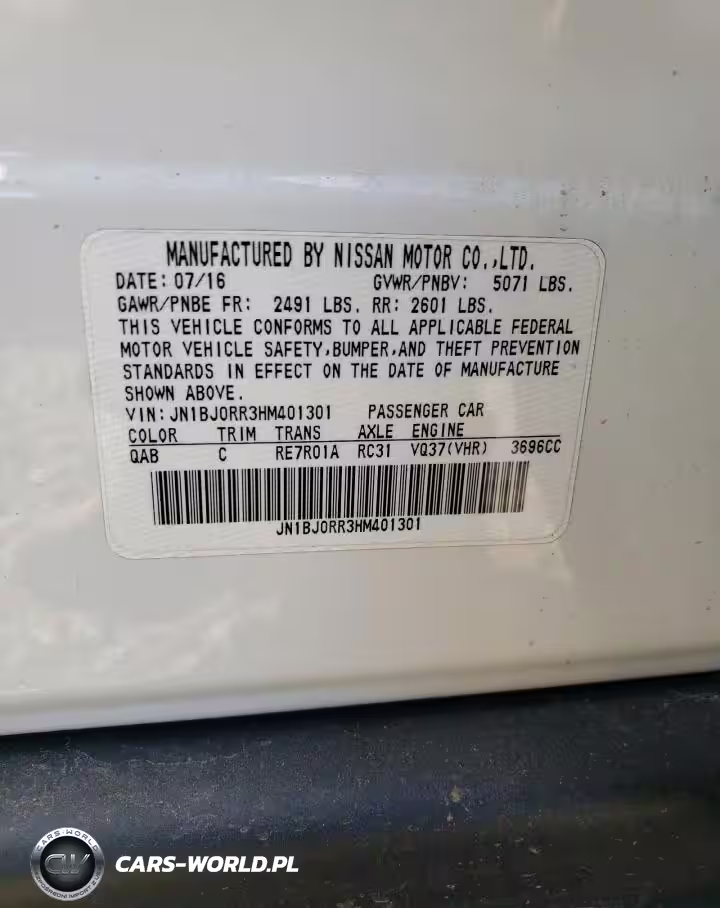 MANUFACTURED BY NISSAN MOTOR CO.,LTD.
DATE: 07/16 GVWR/PNBV: 5071 LBS.
GAWR/PNBE FR: 2491 LBS. RR: 2601 LBS.
THIS VEHICLE CONFORMS TO ALL APPLICABLE FEDERAL
MOTOR VEHICLE SAFETY,BUMPER,AND THEFT PREVENTION
STANDARDS IN EFFECT ON THE DATE OF MANUFACTURE
SHOWN ABOVE.
VIN: JN1BJ0RR3HM401301 PASSENGER CAR
COLOR TRIM TRANS AXLE ENGINE
QAB C RE7R01A RC31 VQ37(VHR) 3696CC
JN1BJ0RR3HM401301
CARS-WORLD
CW
CARS-WORLD.PL